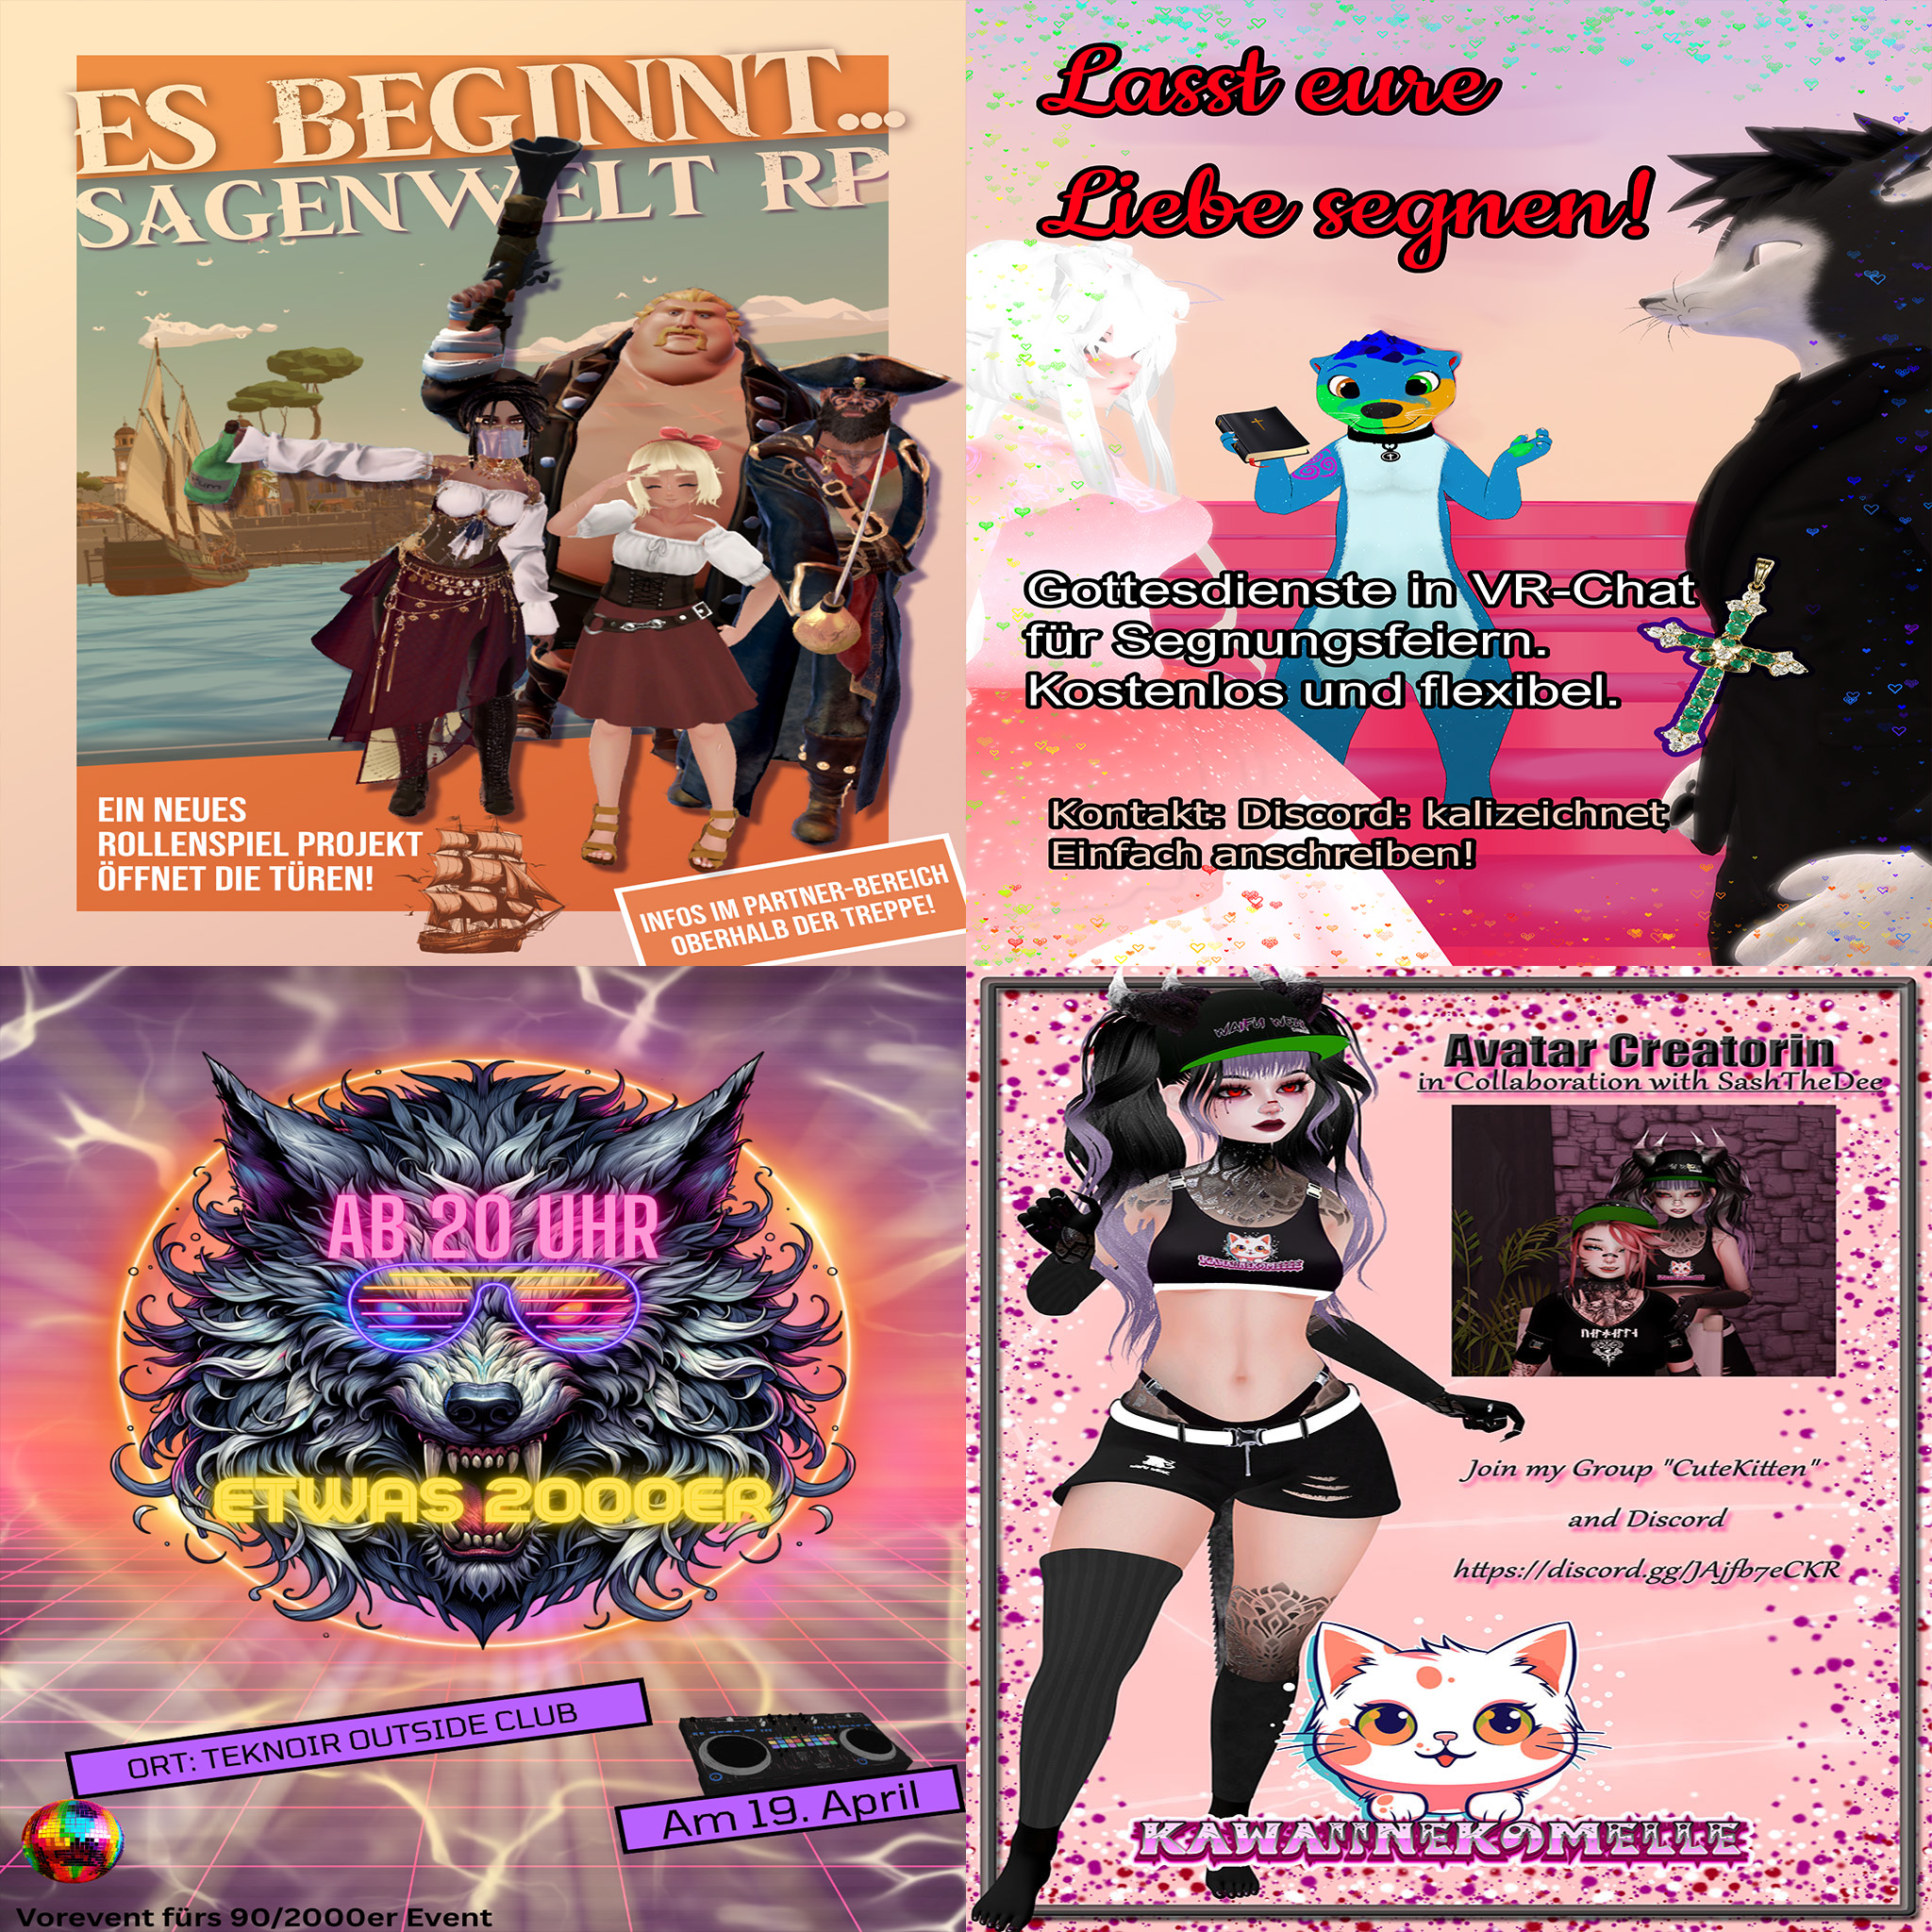 ES BEGINNT...
SAGENWELT RP
Rum
EIN NEUES
ROLLENSPIEL PROJEKT
ÖFFNET DIE TÜREN!
INFOS IM PARTNER-BEREICH
OBERHALB DER TREPPE!
Lasst eure
Liebe segnen!
Gottesdienste in VR-Chat
für Segnungsfeiern.
Kostenlos und flexibel.
Kontakt: Discord: kalizeichnet
Einfach anschreiben!
AB 20 UHR
ETWAS 2000ER
ORT: TEKNOIR OUTSIDE CLUB
Am 19. April
Vorevent fürs 90/2000er Event
Avatar Creatorin
in Collaboration with SashTheDee
KAWAIINEKOMELLE
Join my Group "CuteKitten"
and Discord
https://discord.gg/JAjfb7eCKR
KAWAIINEKOMELLE